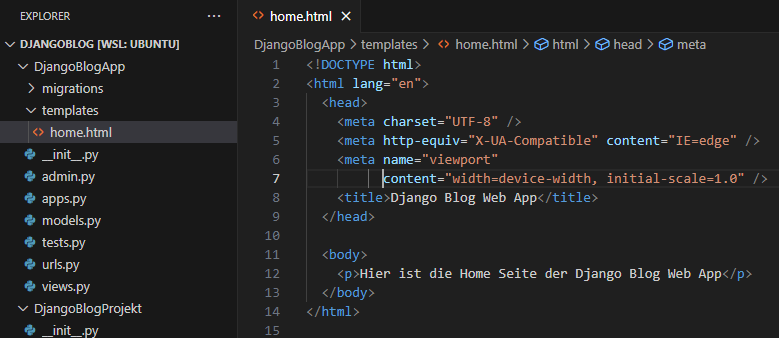 EXPLORER
···
DJANGOBLOG [WSL: UBUNTU]
DjangoBlogApp
migrations
templates
home.html
__init__.py
admin.py
apps.py
models.py
tests.py
urls.py
views.py
DjangoBlogProjekt
__init__.py
home.html
DjangoBlogApp > templates > home.html > html > head > meta
1 <!DOCTYPE html>
2 <html lang="en">
3 <head>
4 <meta charset="UTF-8" />
5 <meta http-equiv="X-UA-Compatible" content="IE=edge" />
6 <meta name="viewport"
7 content="width=device-width, initial-scale=1.0" />
8 <title>Django Blog Web App</title>
9 </head>
10
11 <body>
12 <p>Hier ist die Home Seite der Django Blog Web App</p>
13 </body>
14 </html>
15